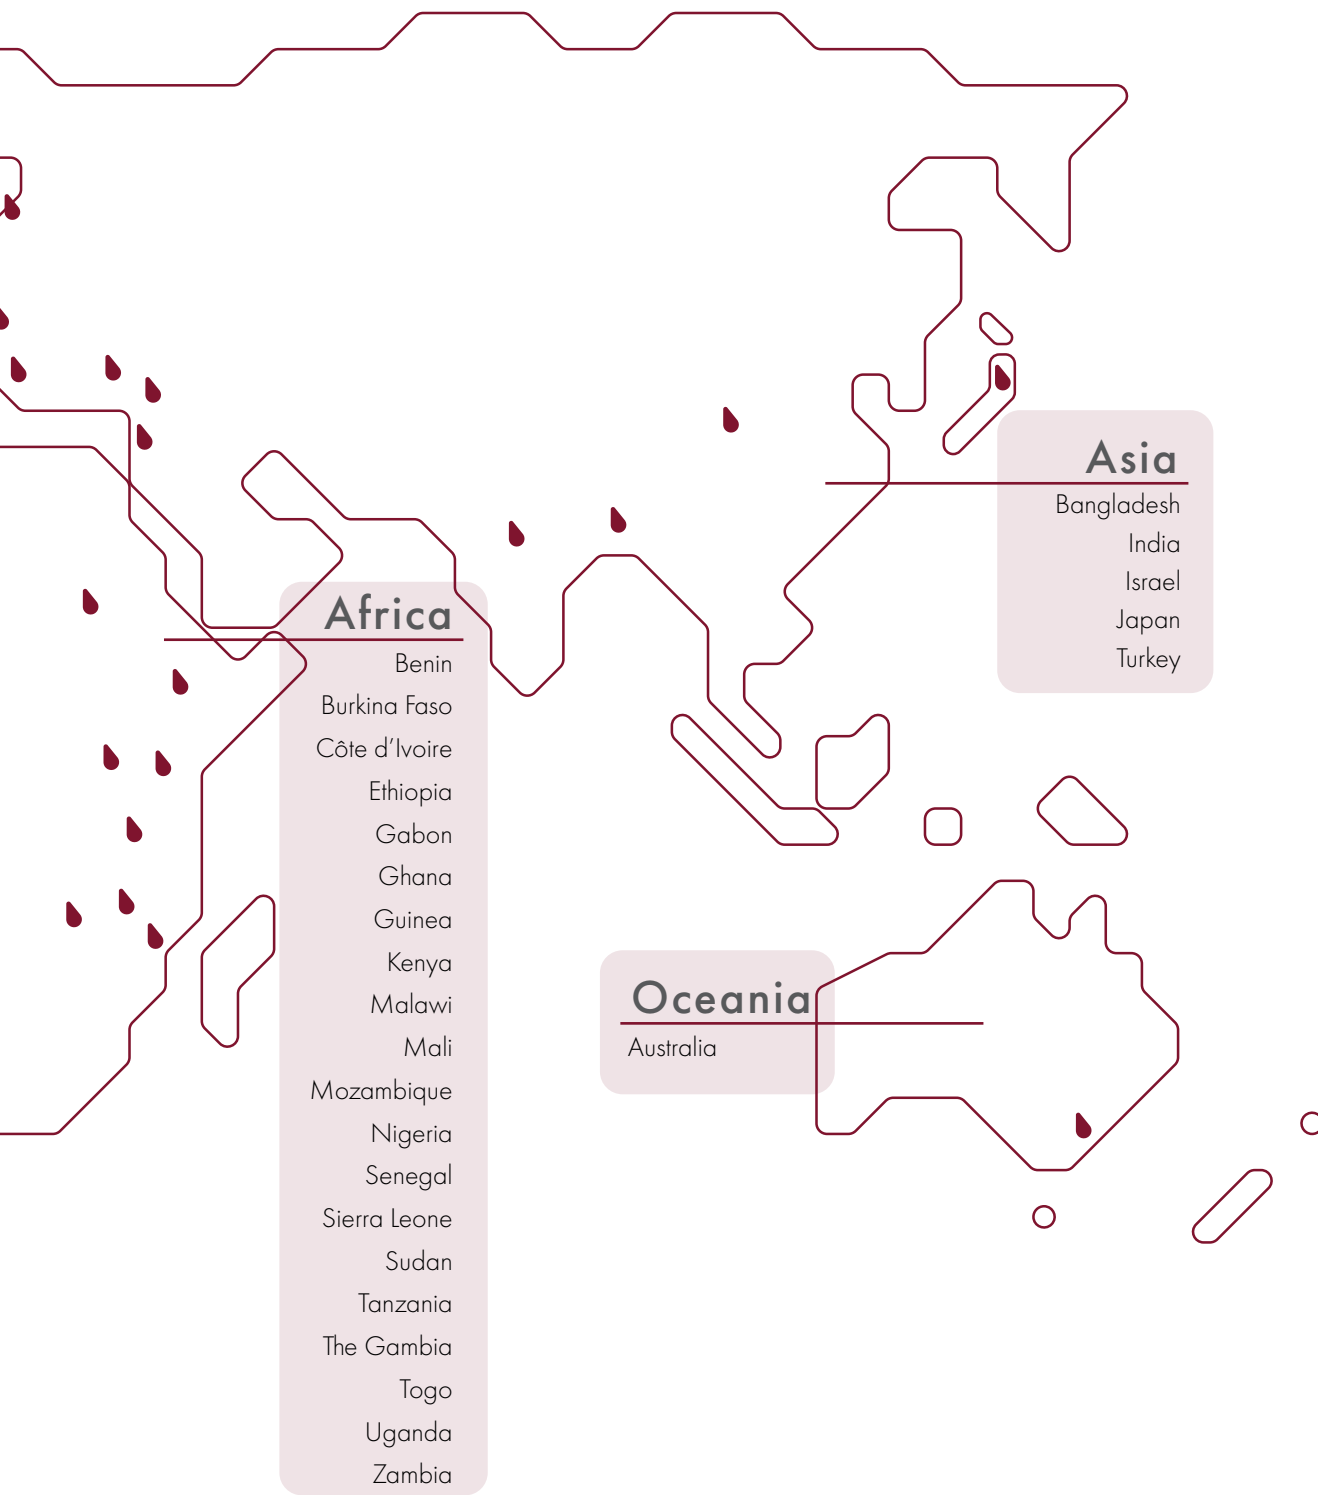 Asia
Bangladesh
India
Israel
Japan
Turkey
Africa
Benin
Burkina Faso
Côte d’Ivoire
Ethiopia
Gabon
Ghana
Guinea
Kenya
Malawi
Mali
Mozambique
Nigeria
Senegal
Sierra Leone
Sudan
Tanzania
The Gambia
Togo
Uganda
Zambia
Oceania
Australia